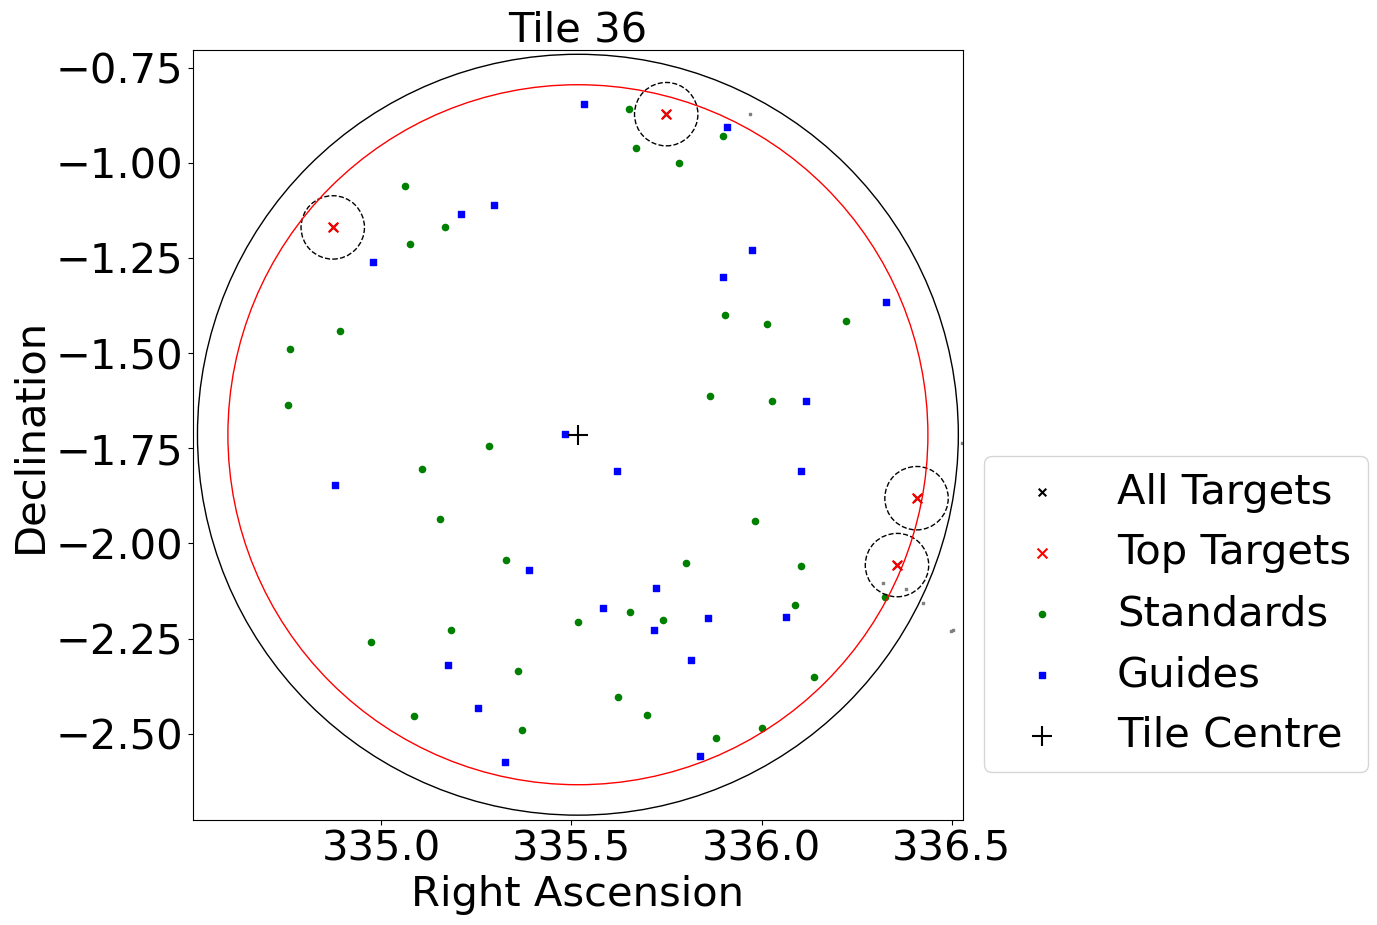 Tile 36
−0.75
−1.00
−1.25
−1.50
−1.75
−2.00
−2.25
−2.50
Declination
335.0 335.5 336.0 336.5
Right Ascension
All Targets
Top Targets
Standards
Guides
Tile Centre